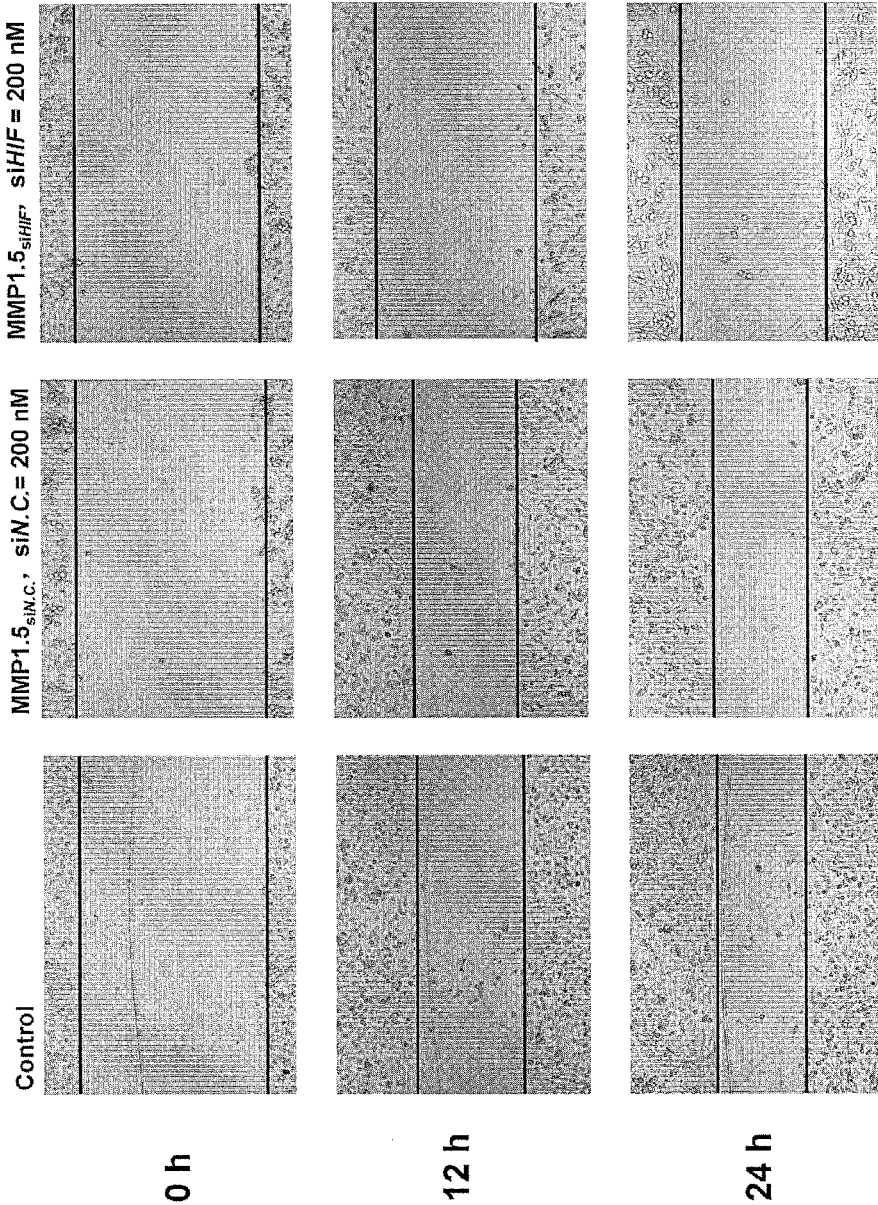 Control
MMP1.5siN.C., siN.C.= 200 nM
MMP1.5siHIF, siHIF = 200 nM
0 h
12 h
24 h